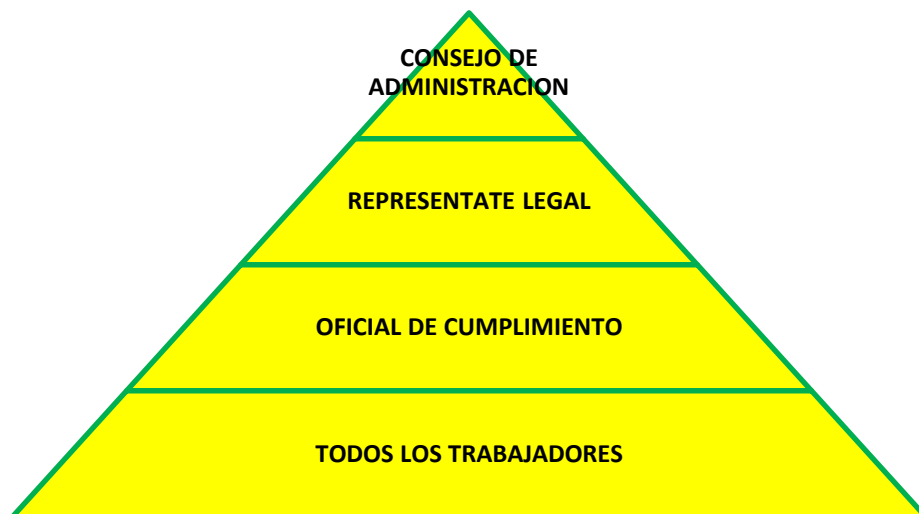 CONSEJO DE
ADMINISTRACION
REPRESENTATE LEGAL
OFICIAL DE CUMPLIMIENTO
TODOS LOS TRABAJADORES